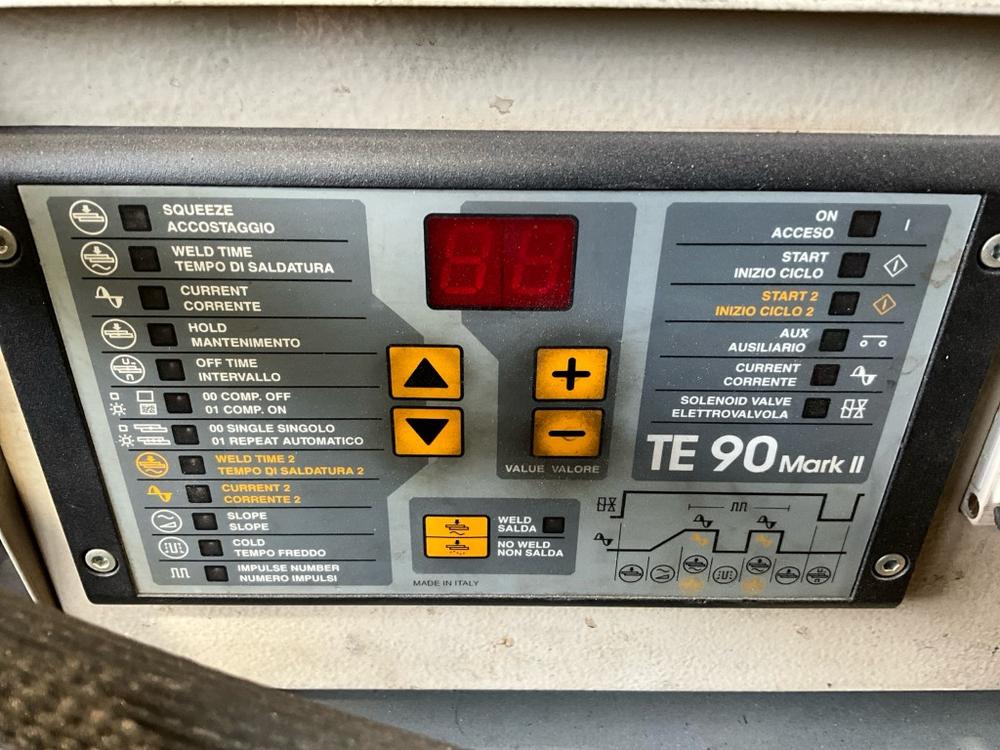 SQUEEZE
ACCOSTAGGIO
WELD TIME
TEMPO DI SALDATURA
CURRENT
CORRENTE
HOLD
MANTENIMENTO
OFF TIME
INTERVALLO
00 COMP. OFF
01 COMP. ON
00 SINGLE SINGOLO
01 REPEAT AUTOMATICO
WELD TIME 2
TEMPO DI SALDATURA 2
CURRENT 2
CORRENTE 2
SLOPE
SLOPE
COLD
TEMPO FREDDO
IMPULSE NUMBER
NUMERO IMPULSI
VALUE VALORE
WELD
SALDA
NO WELD
NON SALDA
MADE IN ITALY
ON
ACCESO
START
INIZIO CICLO
START 2
INIZIO CICLO 2
AUX
AUSILIARIO
CURRENT
CORRENTE
SOLENOID VALVE
ELETTROVALVOLA
TE 90 Mark II